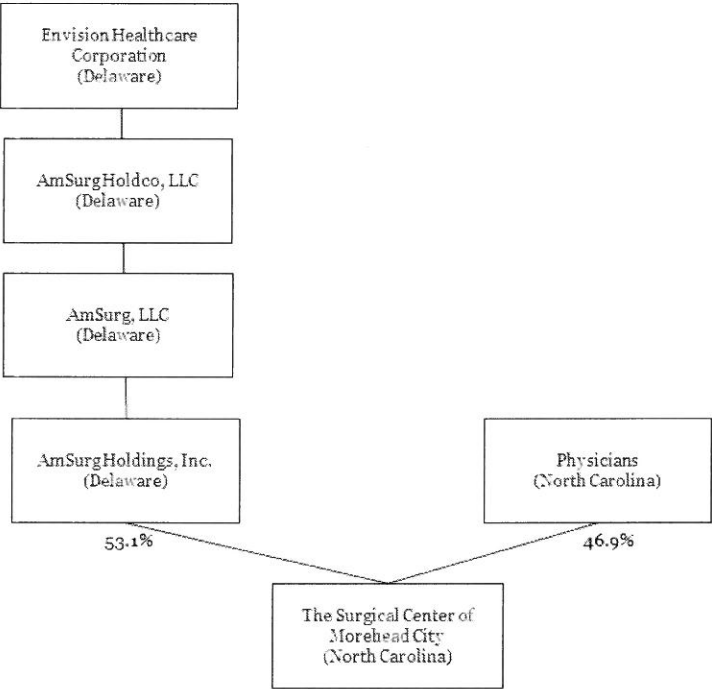 Envision Healthcare
Corporation
(Delaware)
AmSurgHoldco, LLC
(Delaware)
AmSurg, LLC
(Delaware)
AmSurgHoldings, Inc.
(Delaware)
Physicians
(North Carolina)
53.1%
46.9%
The Surgical Center of
Morehead City
(North Carolina)